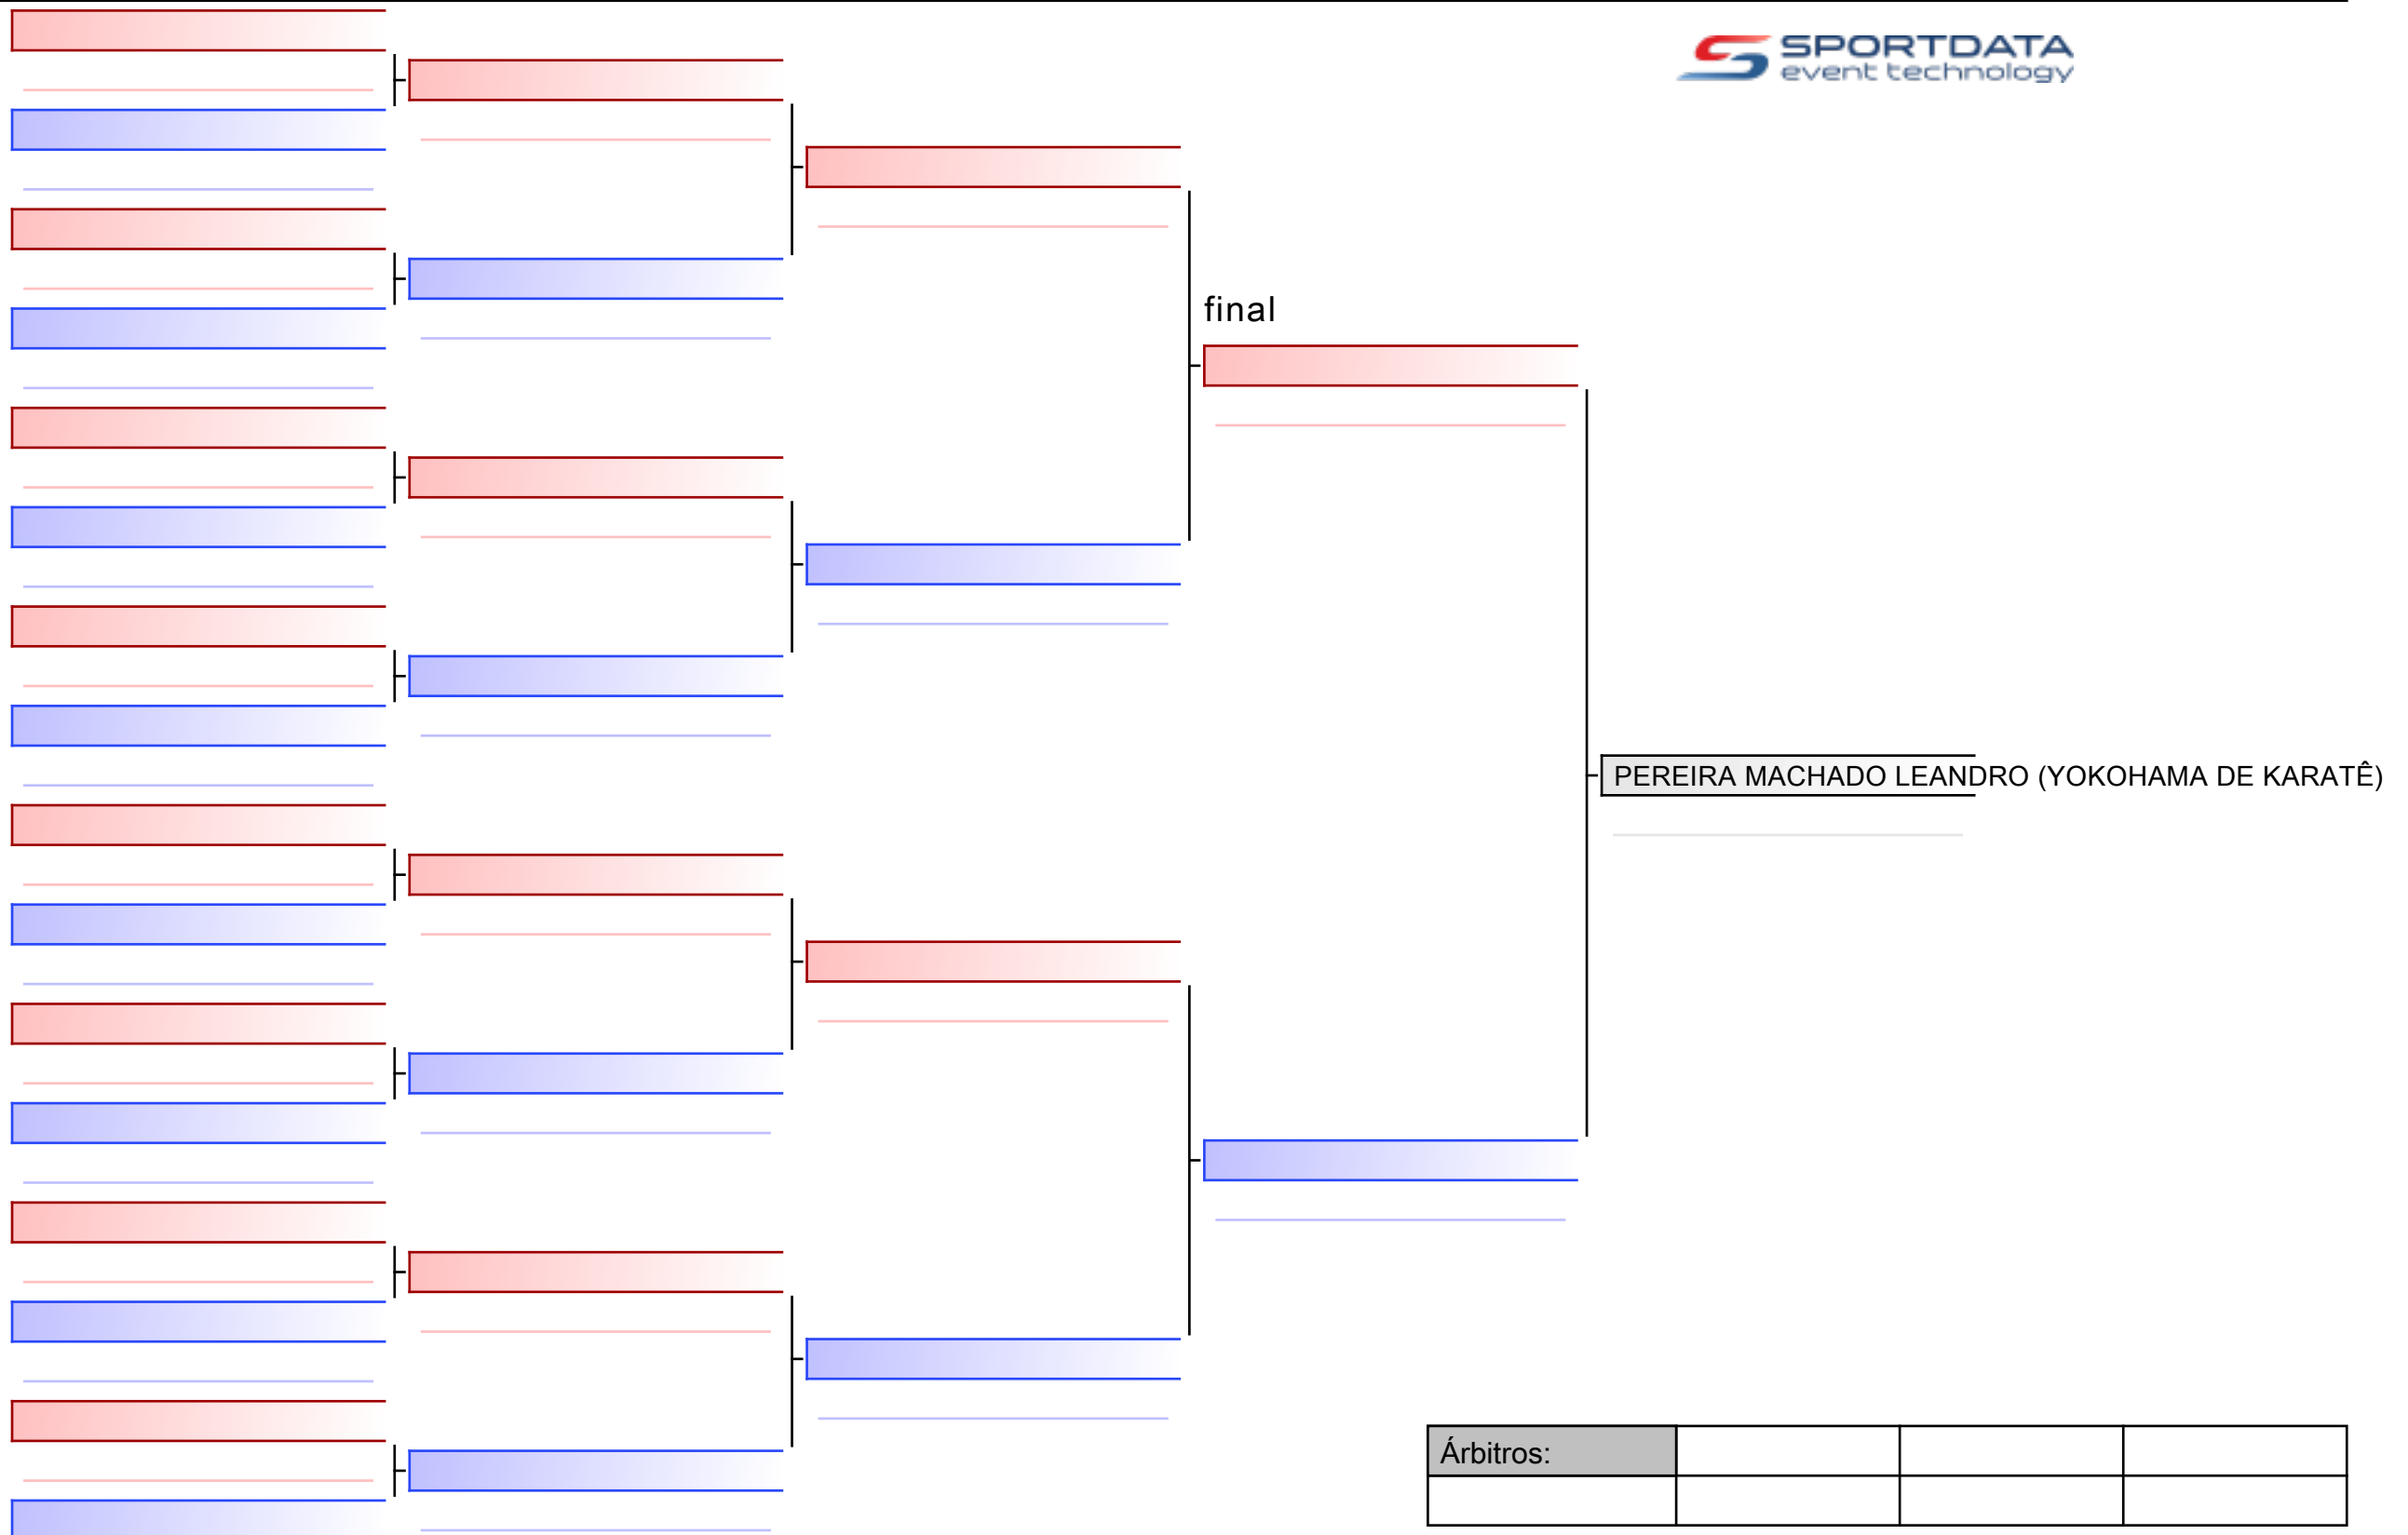 SPORTDATA
event technology
final
PEREIRA MACHADO LEANDRO (YOKOHAMA DE KARATÊ)
Árbitros: